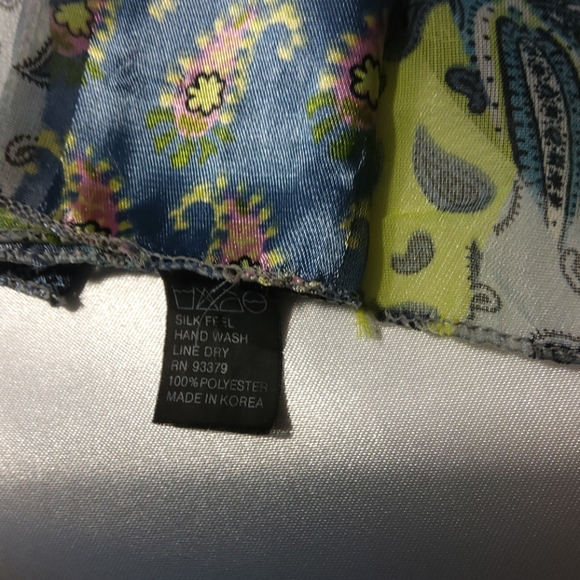 SILK FEEL
HAND WASH
LINE DRY
RN 93379
100% POLYESTER
MADE IN KOREA